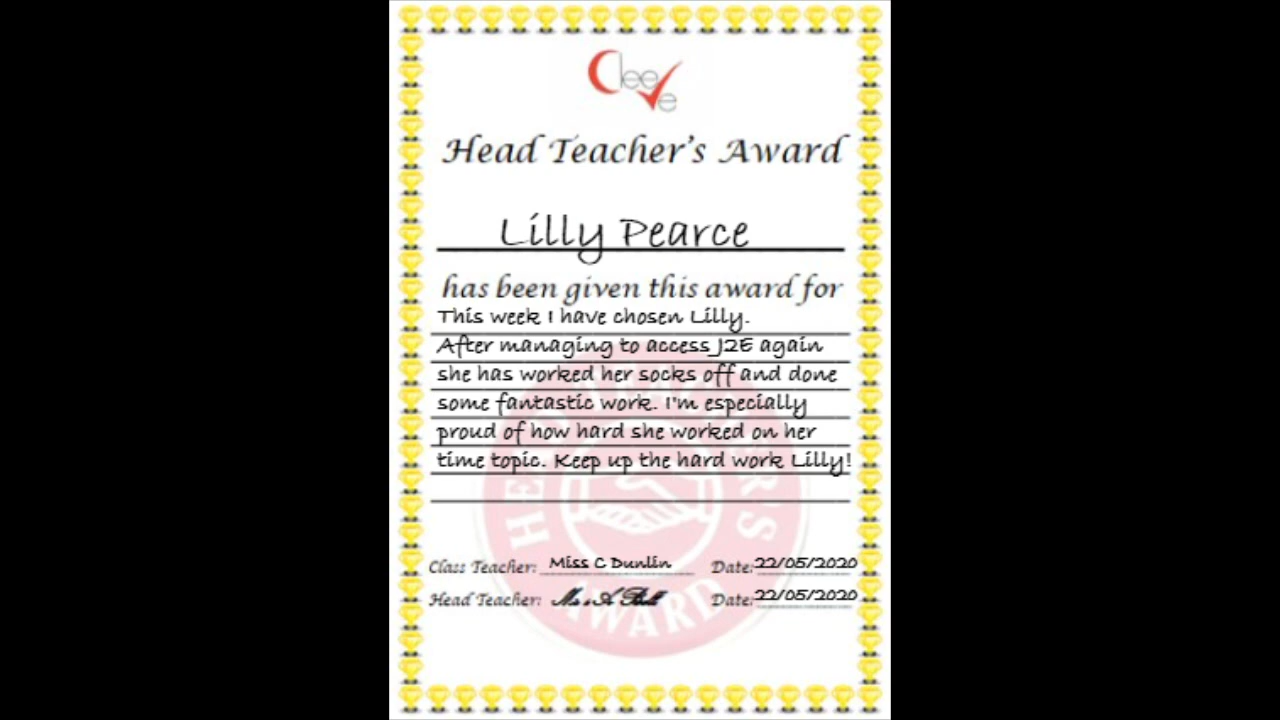 Cleeve
Head Teacher's Award
Lilly Pearce
has been given this award for
This week I have chosen Lilly.
After managing to access J2E again
she has worked her socks off and done
some fantastic work. I'm especially
proud of how hard she worked on her
time topic. Keep up the hard work Lilly!
HEAD TEACHER'S
AWARD
Class Teacher: Miss C Dunlin Date: 22/05/2020
Head Teacher: A Date: 22/05/2020